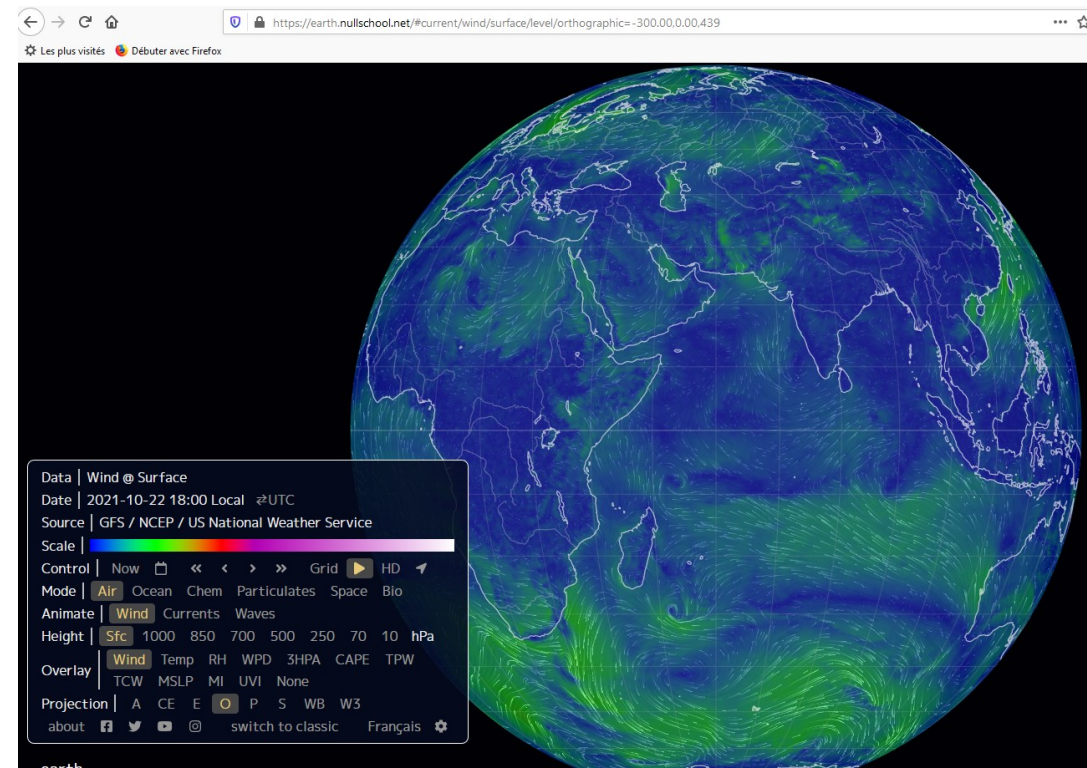 https://earth.nullschool.net/#current/wind/surface/level/orthographic=-300.00,0.00,439
Les plus visités Débuter avec Firefox
Data | Wind @ Surface
Date | 2021-10-22 18:00 Local ⇄UTC
Source | GFS / NCEP / US National Weather Service
Scale |
Control | Now « ‹ › » Grid HD
Mode | Air Ocean Chem Particulates Space Bio
Animate | Wind Currents Waves
Height | Sfc 1000 850 700 500 250 70 10 hPa
Overlay | Wind Temp RH WPD 3HPA CAPE TPW
TCW MSLP MI UVI None
Projection | A CE E O P S WB W3
about switch to classic Français
earth